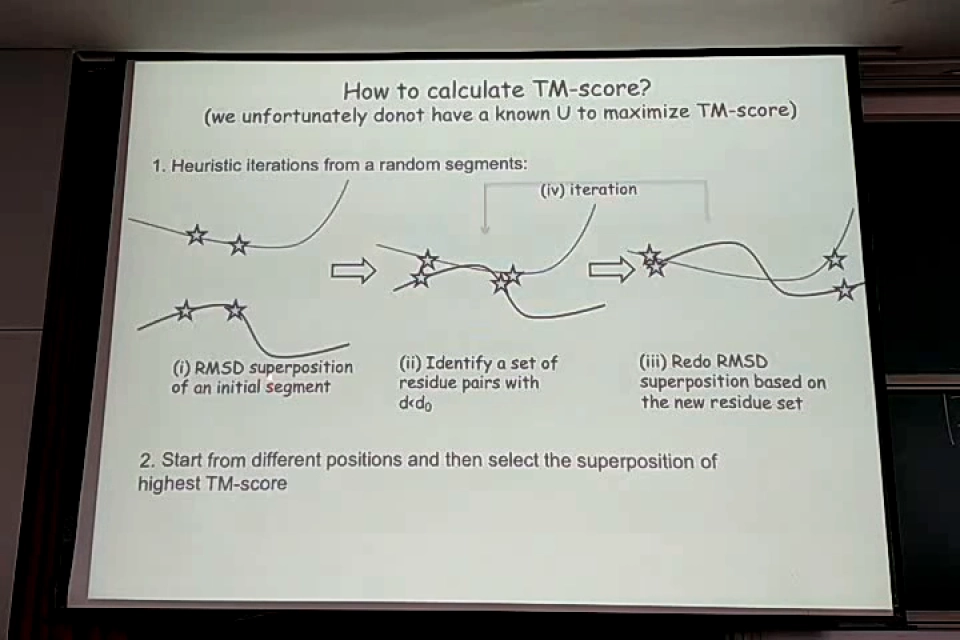 How to calculate TM-score?
(we unfortunately donot have a known U to maximize TM-score)
1. Heuristic iterations from a random segments:
(iv) iteration
(i) RMSD superposition
of an initial segment
(ii) Identify a set of
residue pairs with
d<d0
(iii) Redo RMSD
superposition based on
the new residue set
2. Start from different positions and then select the superposition of
highest TM-score